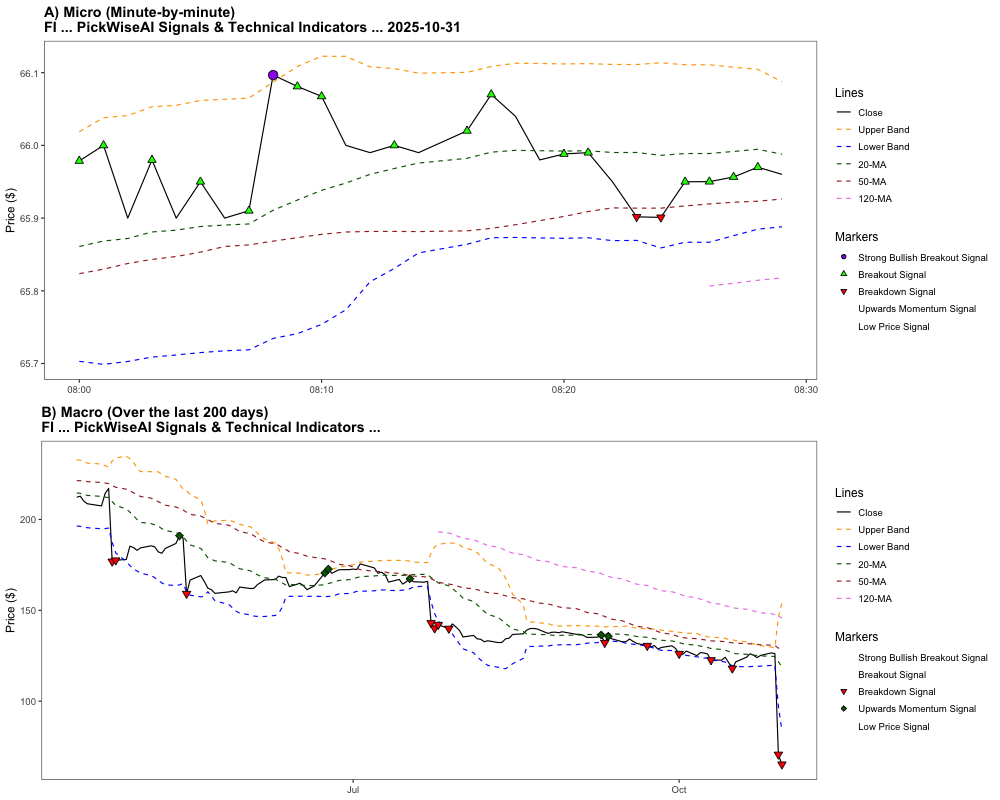 A) Micro (Minute-by-minute)
FI ... PickWiseAI Signals & Technical Indicators ... 2025-10-31
Price ($)
66.1
66.0
65.9
65.8
65.7
08:00
08:10
08:20
08:30
Lines
Close
Upper Band
Lower Band
20-MA
50-MA
120-MA
Markers
Strong Bullish Breakout Signal
Breakout Signal
Breakdown Signal
Upwards Momentum Signal
Low Price Signal
B) Macro (Over the last 200 days)
FI ... PickWiseAI Signals & Technical Indicators ...
Price ($)
200
150
100
Jul
Oct
Lines
Close
Upper Band
Lower Band
20-MA
50-MA
120-MA
Markers
Strong Bullish Breakout Signal
Breakout Signal
Breakdown Signal
Upwards Momentum Signal
Low Price Signal